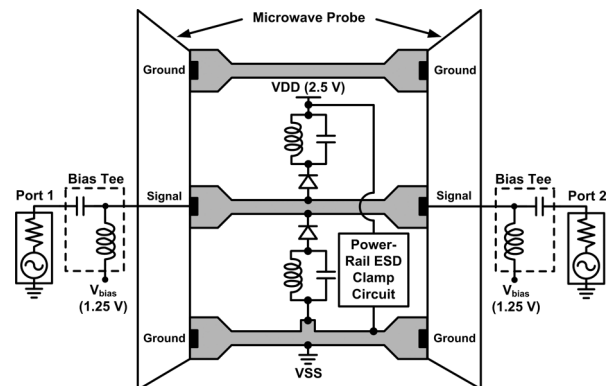 Microwave Probe
Ground
Ground
VDD (2.5 V)
Bias Tee
Bias Tee
Port 1
Signal
Signal
Port 2
Power-
Rail ESD
Clamp
Circuit
Vbias
(1.25 V)
Vbias
(1.25 V)
Ground
Ground
VSS